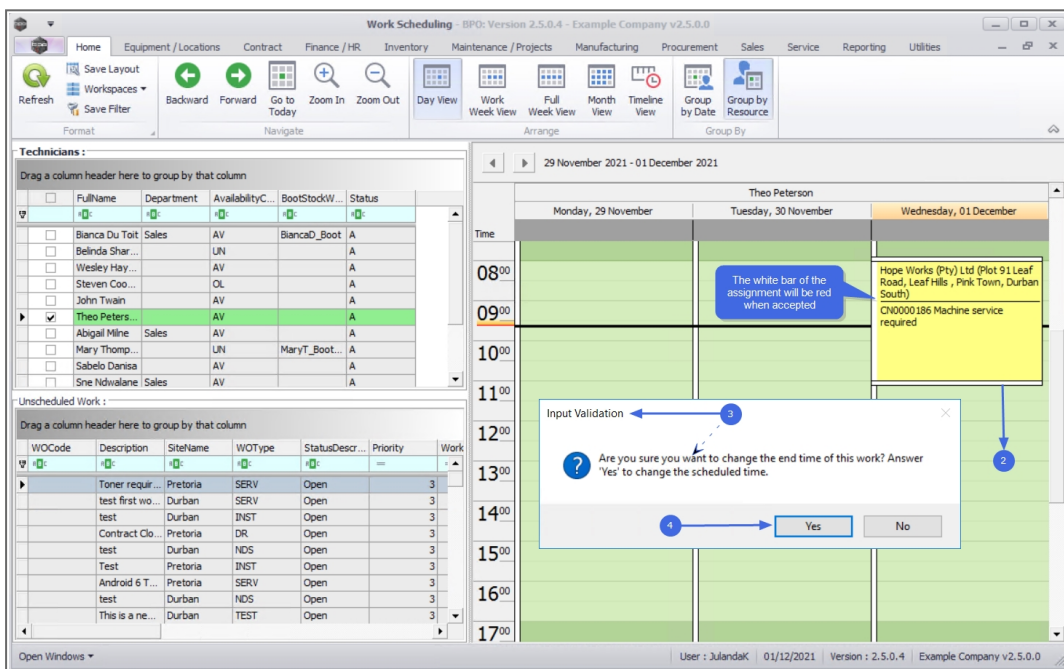 Work Scheduling - BPO: Version 2.5.0.4 - Example Company v2.5.0.0
Home Equipment / Locations Contract Finance / HR Inventory Maintenance / Projects Manufacturing Procurement Sales Service Reporting Utilities
Refresh
Save Layout
Workspaces
Save Filter
Backward
Forward
Go to Today
Zoom In
Zoom Out
Day View
Work Week View
Full Week View
Month View
Timeline View
Group by Date
Group by Resource
Format Navigate Arrange Group By
Technicians :
Drag a column header here to group by that column
FullName Department AvailabilityC... BootStockW... Status
Bianca Du Toit Sales AV BiancaD_Boot A
Belinda Shar... UN A
Wesley Hay... AV A
Steven Coo... OL A
John Twain AV A
Theo Peters... AV A
Abigail Milne Sales AV A
Mary Thomp... UN MaryT_Boot... A
Sabelo Danisa AV A
Sne Ndwalane Sales AV A
Unscheduled Work :
Drag a column header here to group by that column
WOCode Description SiteName WOType StatusDescr... Priority Work
Toner requir... Pretoria SERV Open 3
test first wo... Durban SERV Open 3
test Durban INST Open 3
Contract Clo... Pretoria DR Open 3
test Durban NDS Open 3
Test Pretoria INST Open 3
Android 6 T... Pretoria SERV Open 3
test Durban NDS Open 3
This is a ne... Durban TEST Open 3
29 November 2021 - 01 December 2021
Theo Peterson
Monday, 29 November Tuesday, 30 November Wednesday, 01 December
Time
08 00
09 00
10 00
11 00
12 00
13 00
14 00
15 00
16 00
17 00
The white bar of the
assignment will be red
when accepted
Hope Works (Pty) Ltd (Plot 91 Leaf
Road, Leaf Hills , Pink Town, Durban
South)
CN0000186 Machine service
required
2
Input Validation
3
Are you sure you want to change the end time of this work? Answer
'Yes' to change the scheduled time.
4
Yes No
Open Windows
User : JulandaK 01/12/2021 Version : 2.5.0.4 Example Company v2.5.0.0